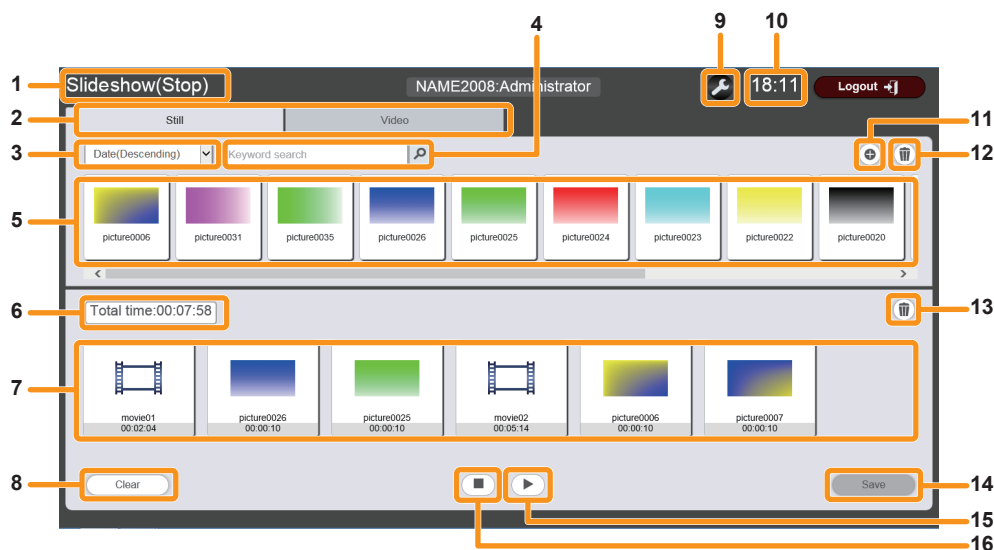 4 9 10
1 Slideshow(Stop) NAME2008:Administrator 18:11 Logout
2 Still Video
11
3 Date(Descending) Keyword search 12
5 picture0006 picture0031 picture0035 picture0026 picture0025 picture0024 picture0023 picture0022 picture0020
6 Total time:00:07:58 13
7
movie01 picture0026 picture0025 movie02 picture0006 picture0007
00:02:04 00:00:10 00:00:10 00:05:14 00:00:10 00:00:10
8 Clear Save 14
15
16